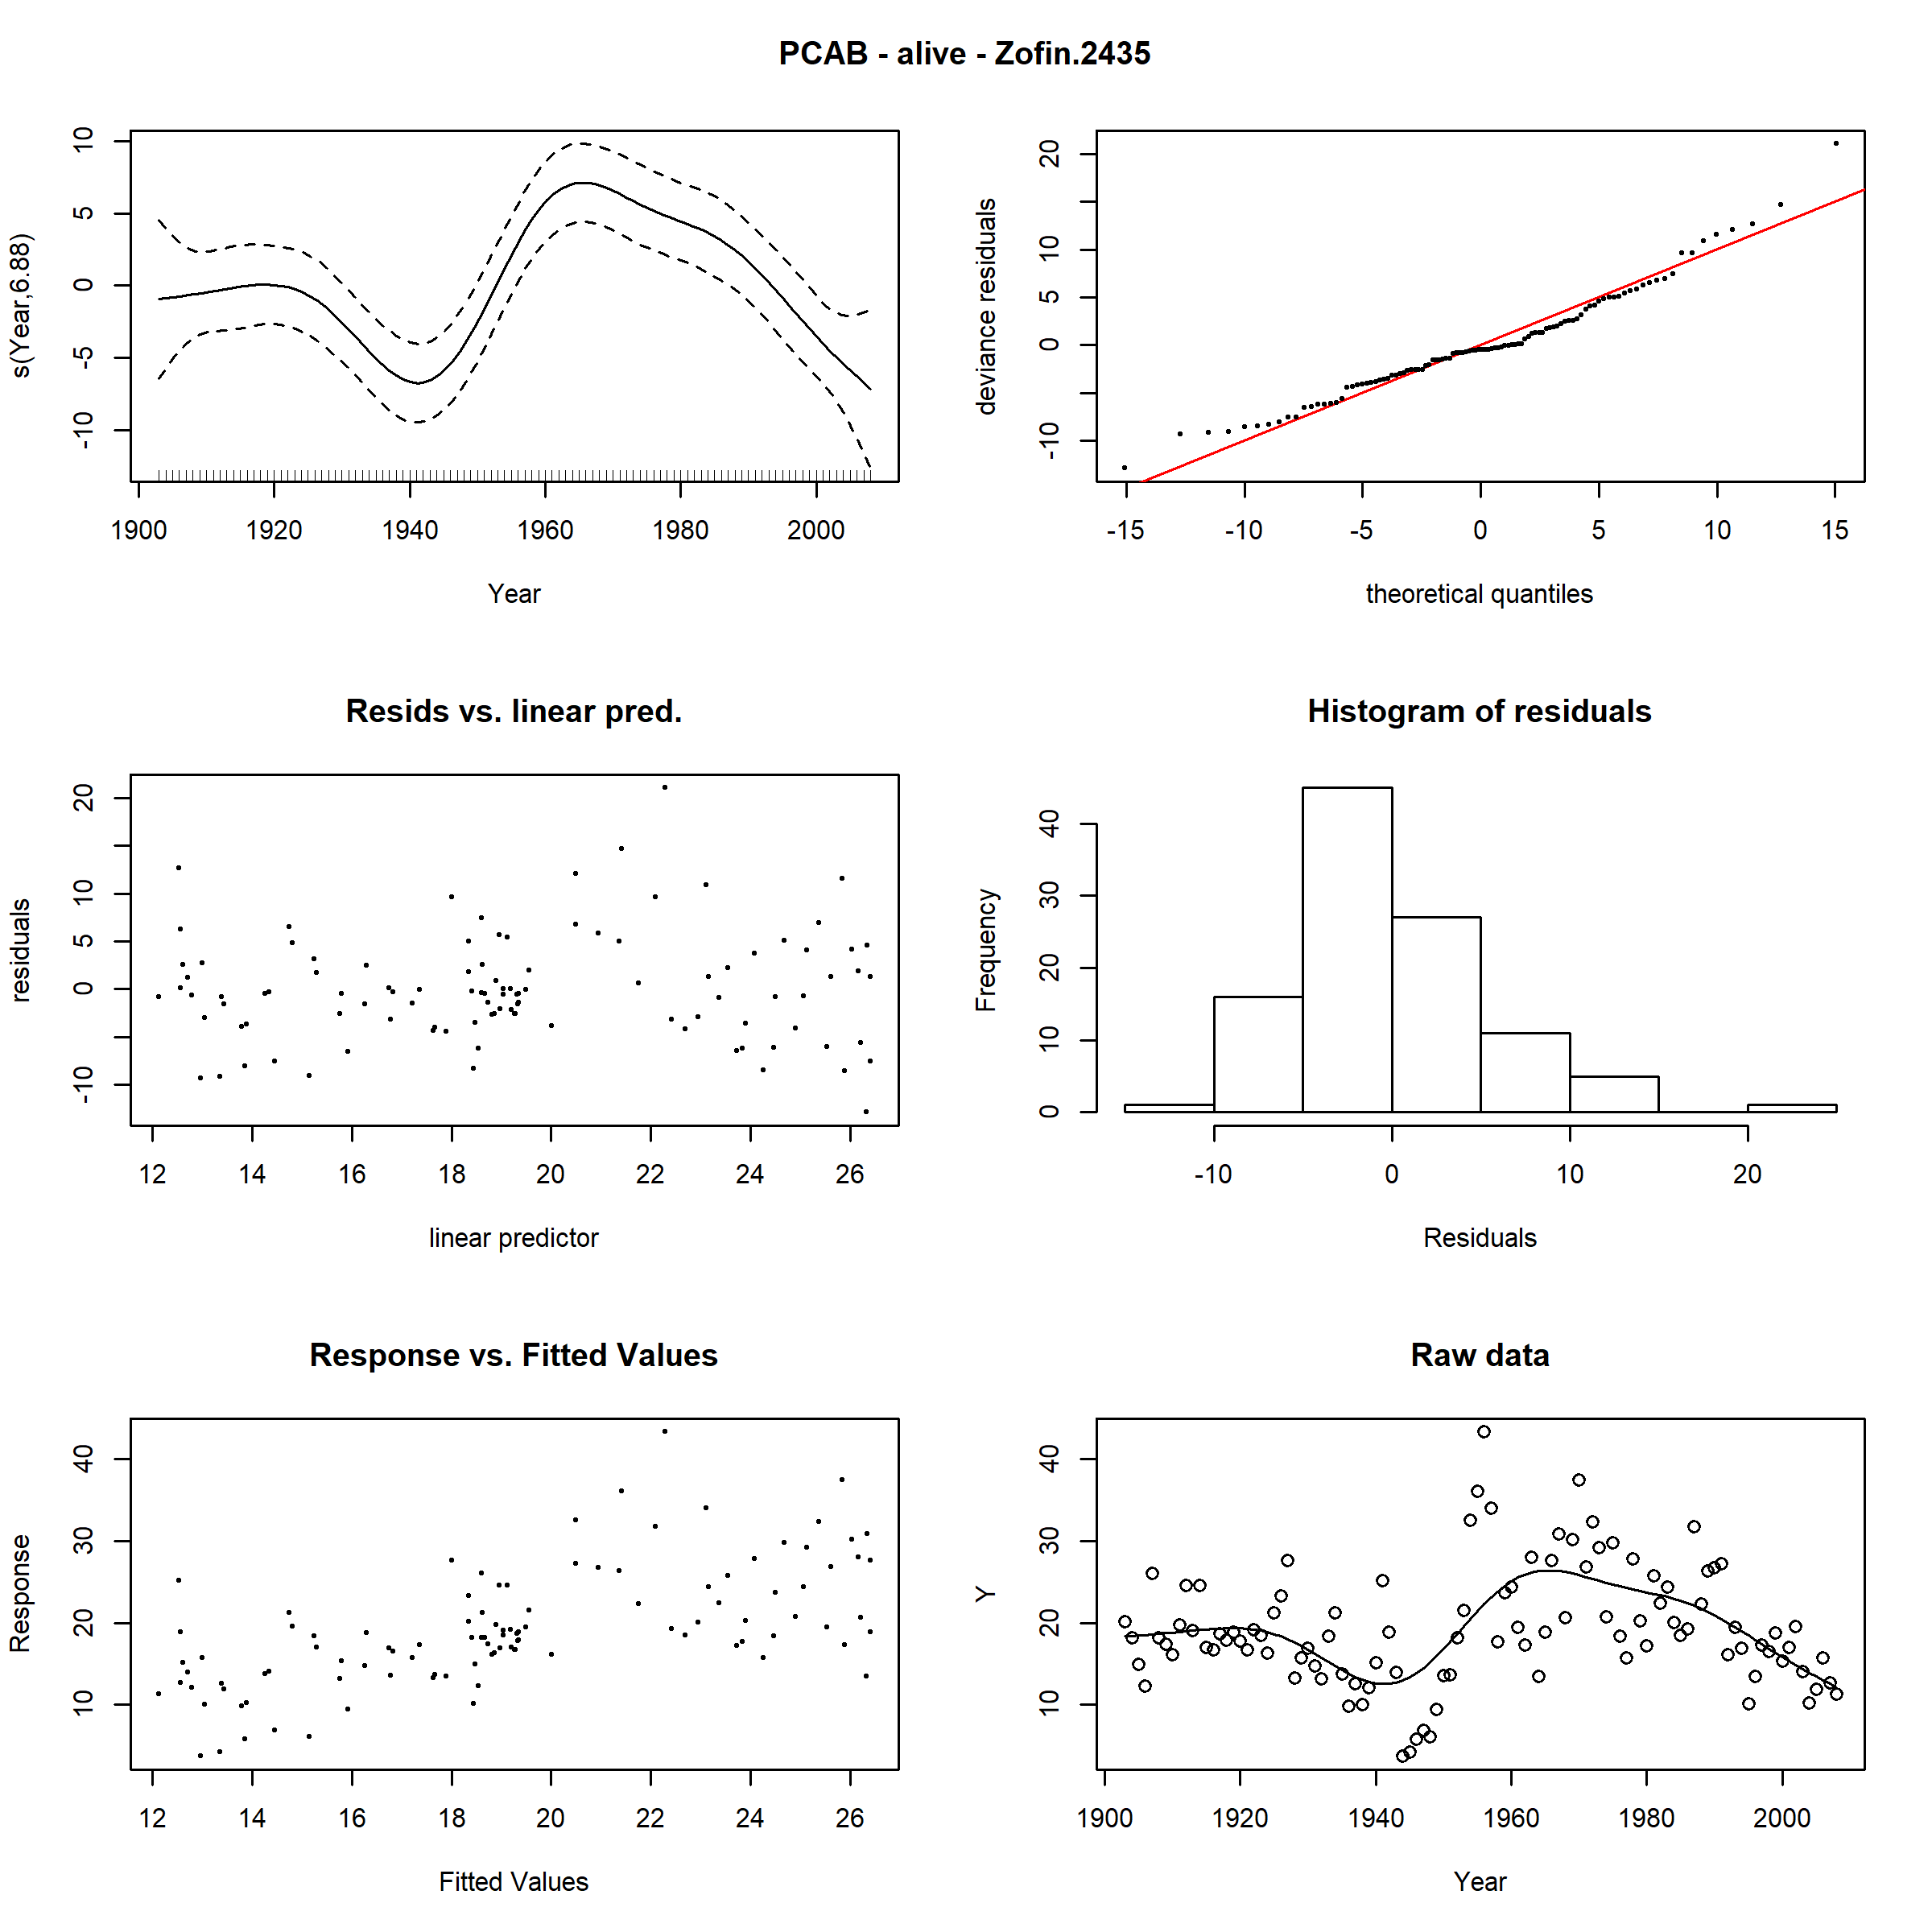 PCAB - alive - Zofin.2435
s(Year,6.88)
10
5
0
-5
-10
1900 1920 1940 1960 1980 2000
Year
deviance residuals
20
10
5
0
-10
-15 -10 -5 0 5 10 15
theoretical quantiles
Resids vs. linear pred.
residuals
20
10
5
0
-10
12 14 16 18 20 22 24 26
linear predictor
Histogram of residuals
Frequency
40
30
20
10
0
-10 0 10 20
Residuals
Response vs. Fitted Values
Response
40
30
20
10
12 14 16 18 20 22 24 26
Fitted Values
Raw data
Y
40
30
20
10
1900 1920 1940 1960 1980 2000
Year